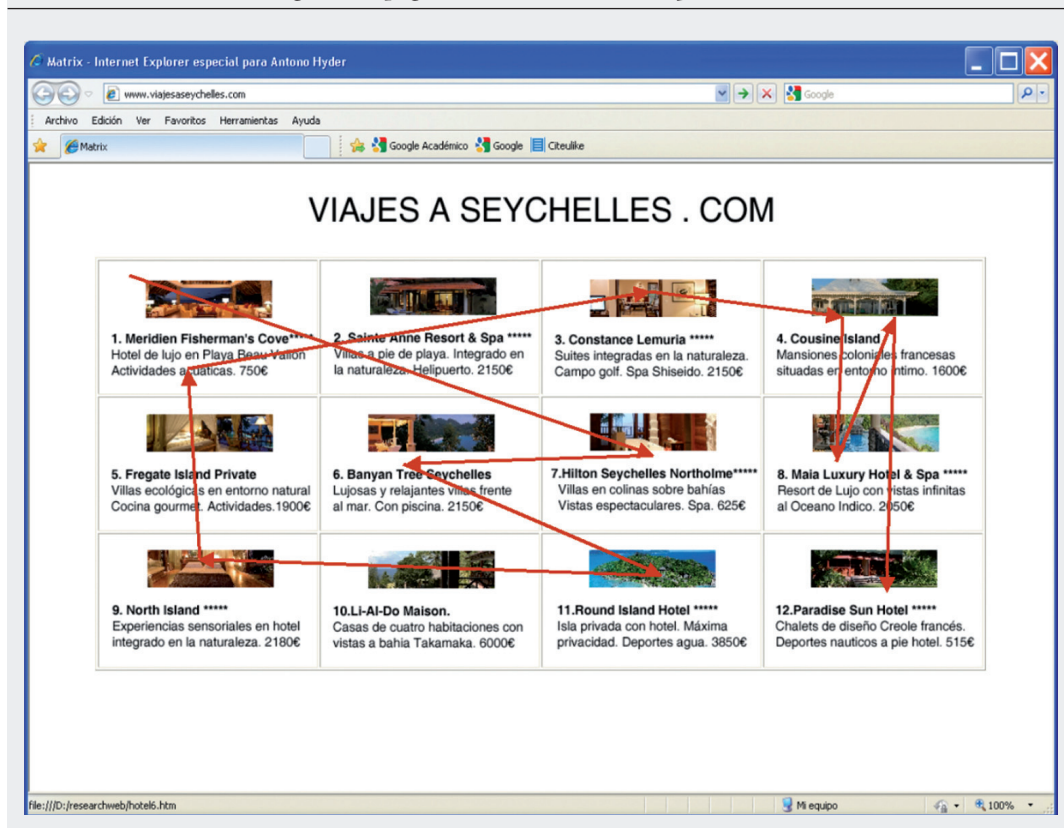 Matrix - Internet Explorer especial para Antono Hyder
www.viajesaseychelles.com
Google
Archivo Edición Ver Favoritos Herramientas Ayuda
Matrix
Google Académico Google Citeulike
VIAJES A SEYCHELLES . COM
1. Meridien Fisherman's Cove*****
Hotel de lujo en Playa Beau Vallon
Actividades acuáticas. 750€
2. Sainte Anne Resort & Spa *****
Villas a pie de playa. Integrado en
la naturaleza. Helipuerto. 2150€
3. Constance Lemuria *****
Suites integradas en la naturaleza.
Campo golf. Spa Shiseido. 2150€
4. Cousine Island
Mansiones coloniales francesas
situadas en entorno íntimo. 1600€
5. Fregate Island Private
Villas ecológicas en entorno natural
Cocina gourmet. Actividades.1900€
6. Banyan Tree Seychelles
Lujosas y relajantes villas frente
al mar. Con piscina. 2150€
7.Hilton Seychelles Northolme*****
Villas en colinas sobre bahías
Vistas espectaculares. Spa. 625€
8. Maia Luxury Hotel & Spa *****
Resort de Lujo con vistas infinitas
al Oceano Indico. 2050€
9. North Island *****
Experiencias sensoriales en hotel
integrado en la naturaleza. 2180€
10.Li-Al-Do Maison.
Casas de cuatro habitaciones con
vistas a bahia Takamaka. 6000€
11.Round Island Hotel *****
Isla privada con hotel. Máxima
privacidad. Deportes agua. 3850€
12.Paradise Sun Hotel *****
Chalets de diseño Creole francés.
Deportes nauticos a pie hotel. 515€
file:///D:/researchweb/hotel6.htm
Mi equipo
100%